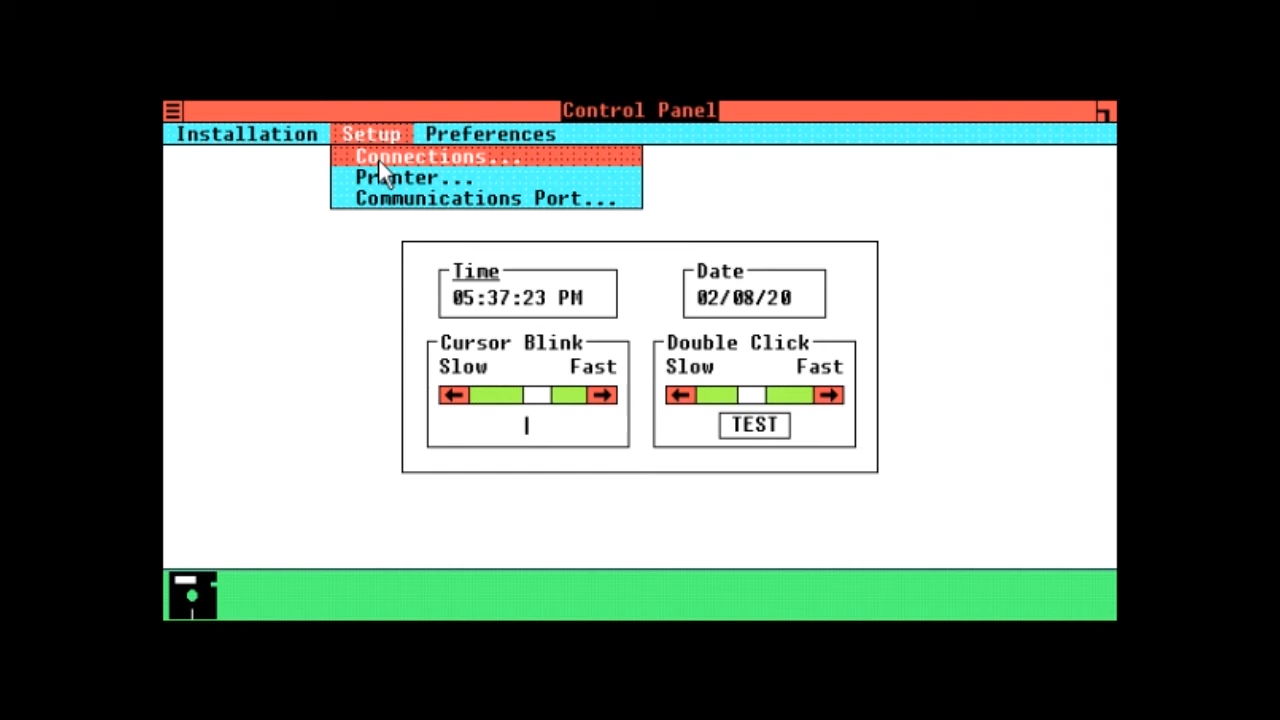 Control Panel
Installation Setup Preferences
Connections...
Printer...
Communications Port...
Time Date
05:37:23 PM 02/08/20
Cursor Blink Double Click
Slow Fast Slow Fast
TEST